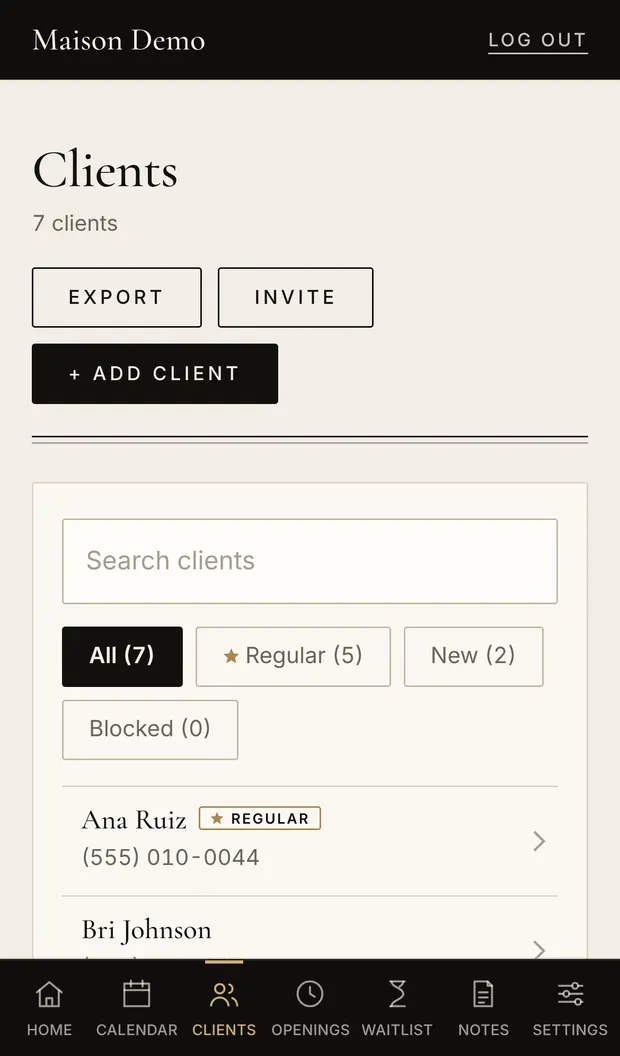 Maison Demo LOG OUT
Clients
7 clients
EXPORT INVITE
+ ADD CLIENT
Search clients
All (7) Regular (5) New (2)
Blocked (0)
Ana Ruiz REGULAR
(555) 010-0044
Bri Johnson
HOME CALENDAR CLIENTS OPENINGS WAITLIST NOTES SETTINGS